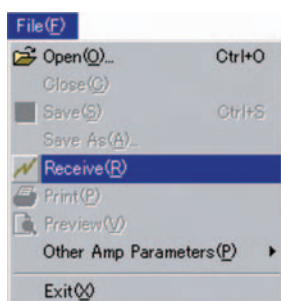 File(F)
Open(O)... Ctrl+O
Close(C)
Save(S) Ctrl+S
Save As(A)...
Receive(R)
Print(P)
Preview(V)
Other Amp Parameters(P)
Exit(X)